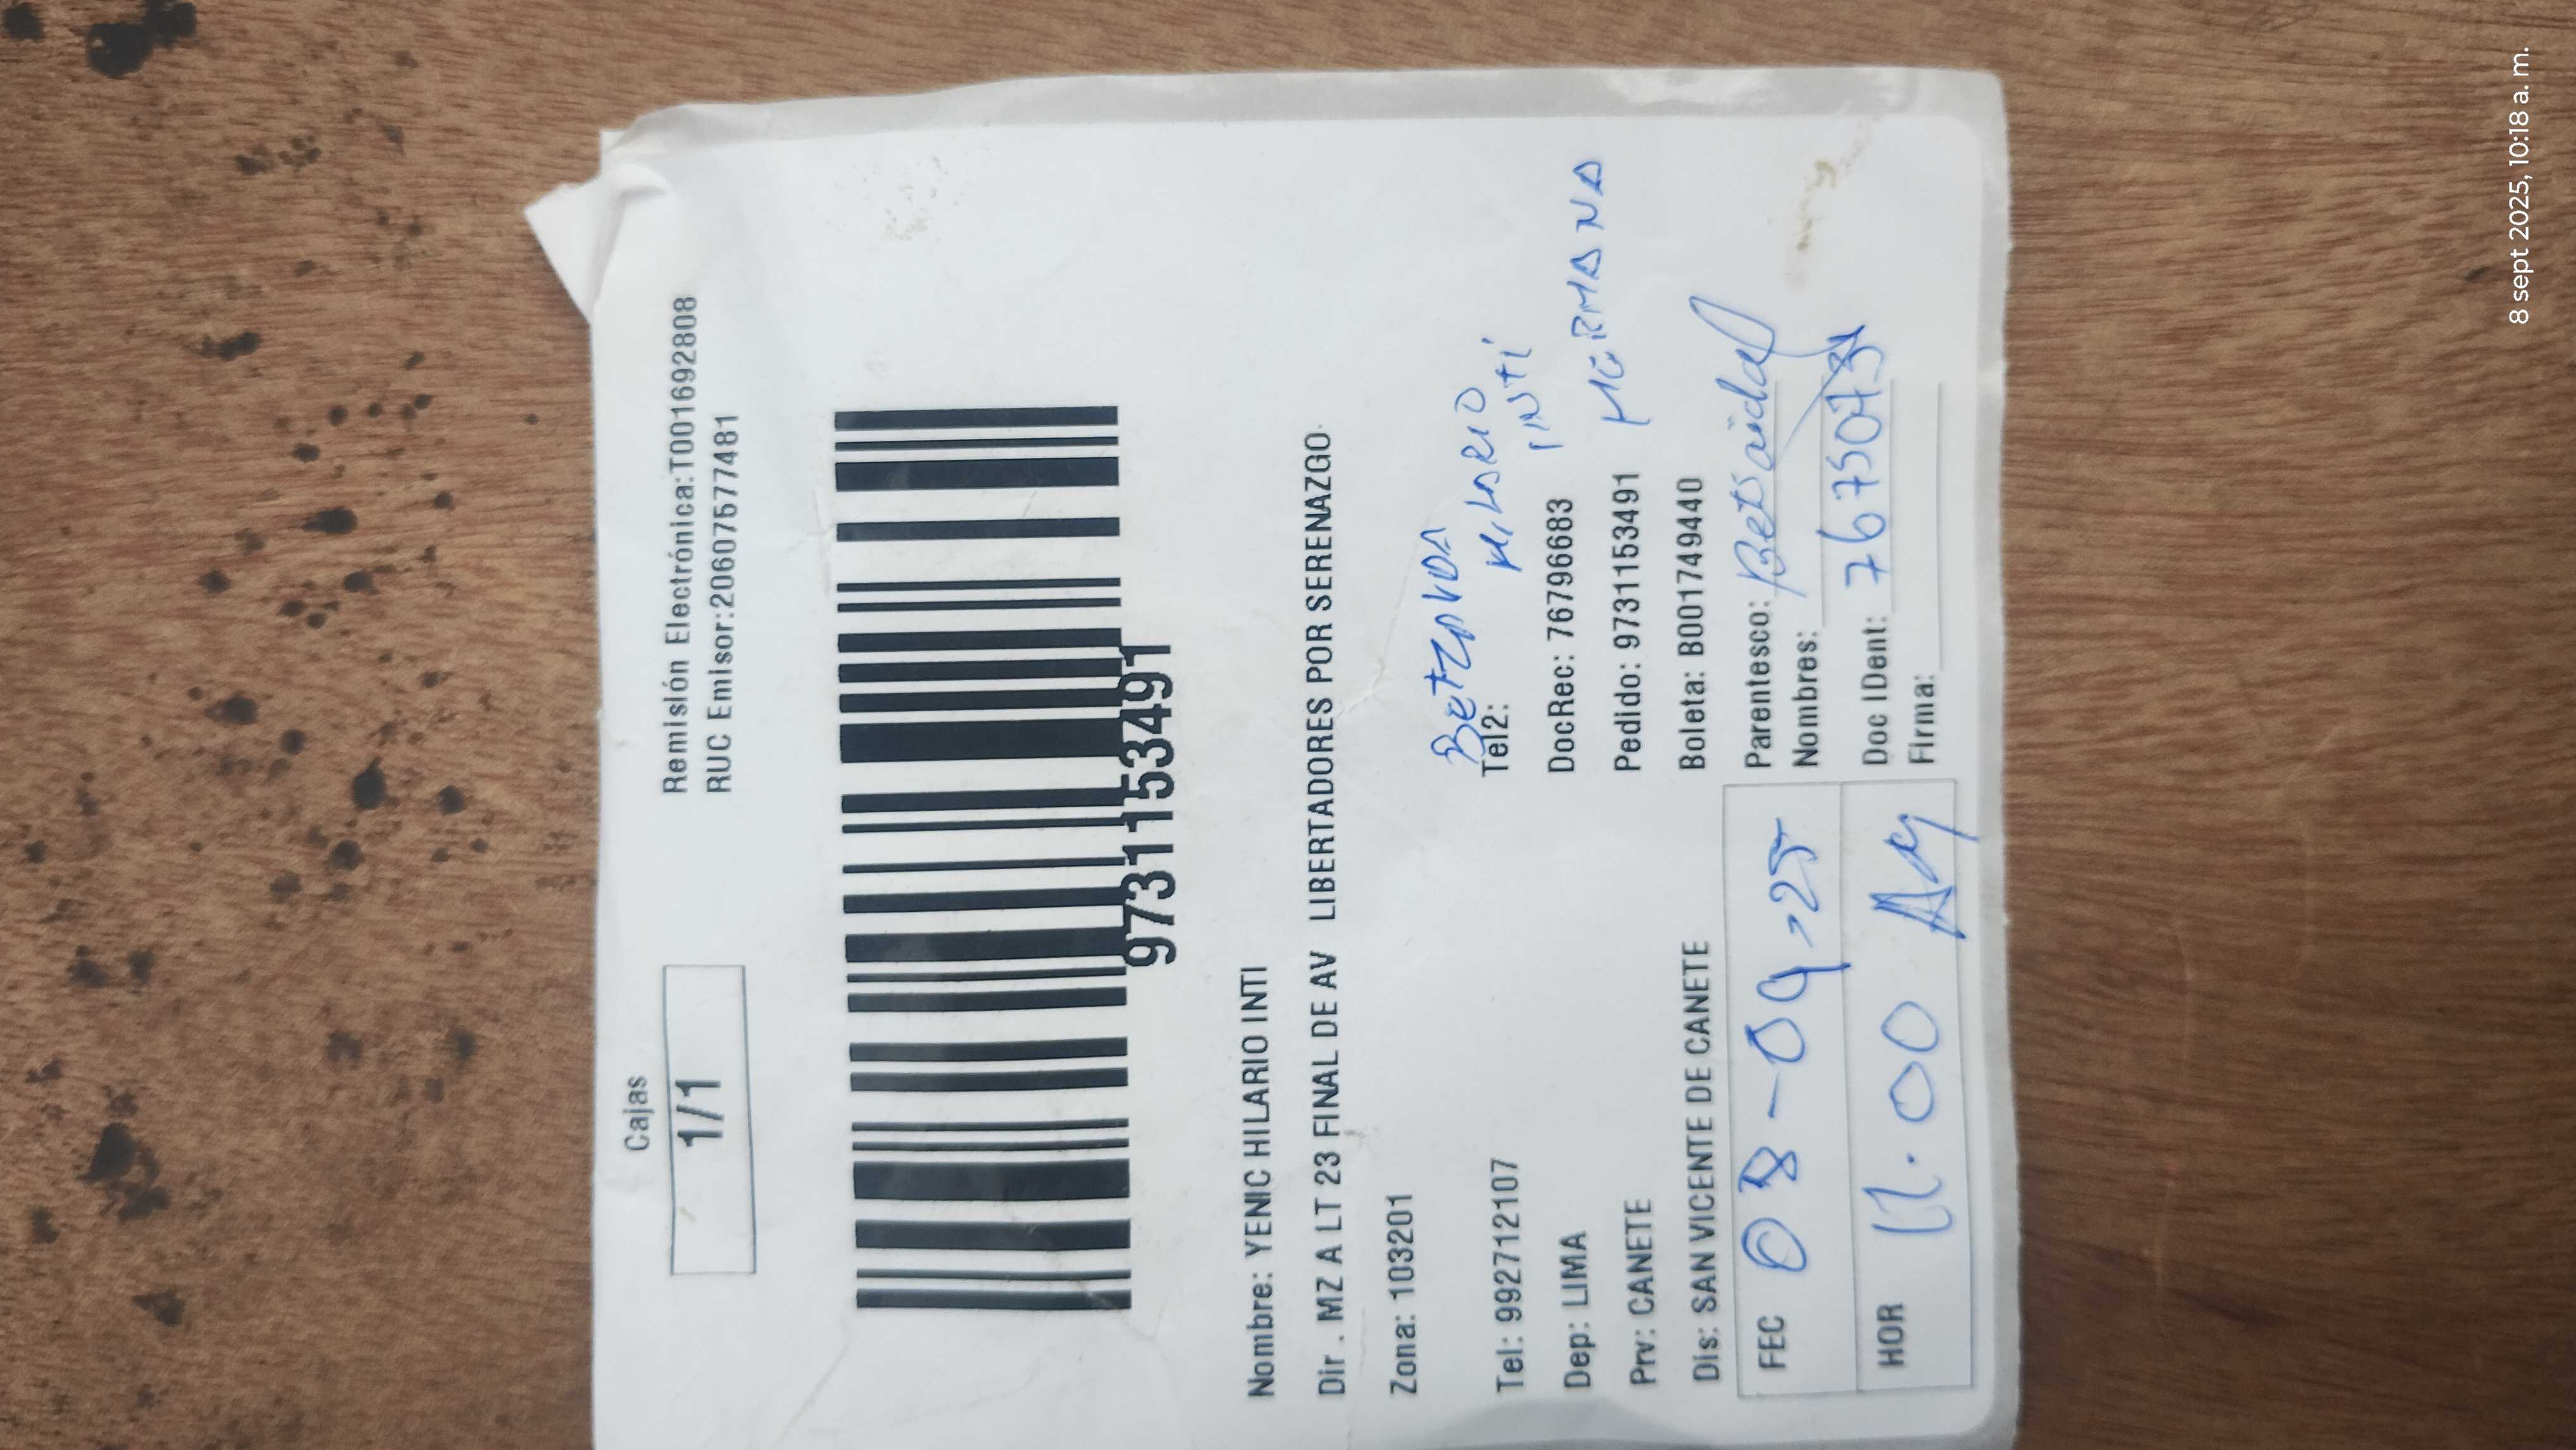 Cajas
1/1
Remisión Electrónica:T001692808
RUC Emisor:20607577481
9731153491
Nombre: YENIC HILARIO INTI
Dir . MZ A LT 23 FINAL DE AV LIBERTADORES POR SERENAZGO
Zona: 103201
HILARIO
INTI
Tel: 992712107 Tel2:
Dep: LIMA DocRec: 76796683
HERMANA
Prv: CANETE Pedido: 9731153491
Dis: SAN VICENTE DE CANETE Boleta: B001749440
FEC 08-09-25 Parentesco: Betsaida
Nombres:
HOR 11.00 AM Doc IDent:
Firma:
8 sept 2025, 10:18 a. m.